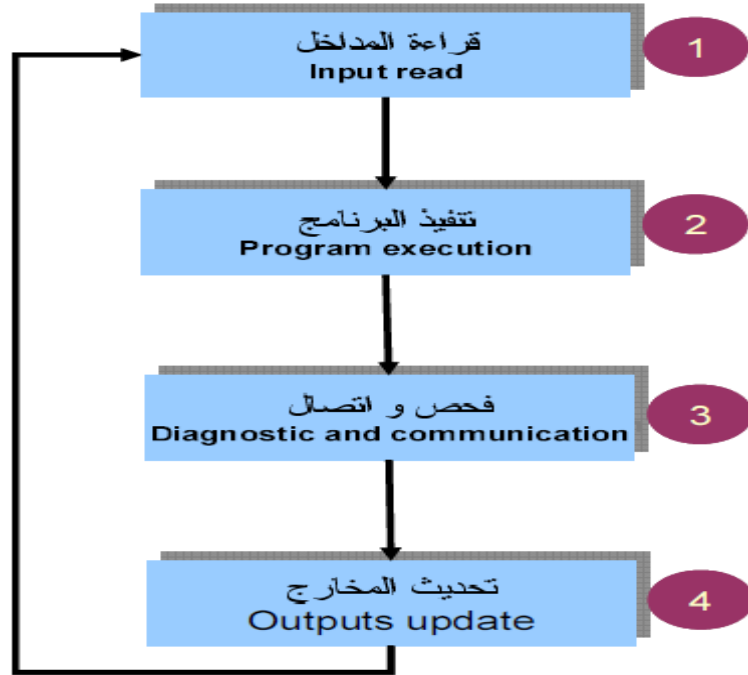 قراءة المداخل
Input read
1
تنفيذ البرنامج
Program execution
2
فحص و اتصال
Diagnostic and communication
3
تحديث المخارج
Outputs update
4